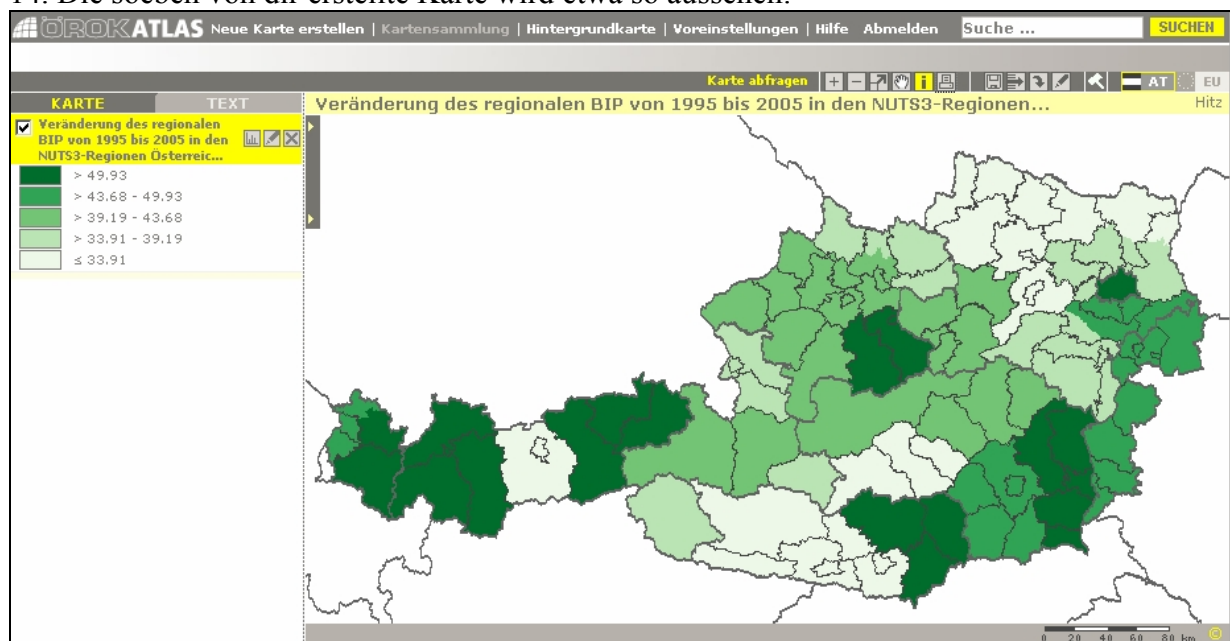 14. Die soeben von dir erstellte Karte wird etwa so aussehen:
ÖROKATLAS Neue Karte erstellen | Kartensammlung | Hintergrundkarte | Voreinstellungen | Hilfe Abmelden Suche ... SUCHEN
Karte abfragen AT EU
KARTE TEXT
Veränderung des regionalen BIP von 1995 bis 2005 in den NUTS3-Regionen... Hitz
Veränderung des regionalen
BIP von 1995 bis 2005 in den
NUTS3-Regionen Österreic...
> 49.93
> 43.68 - 49.93
> 39.19 - 43.68
> 33.91 - 39.19
≤ 33.91
0 20 40 60 80 km ©